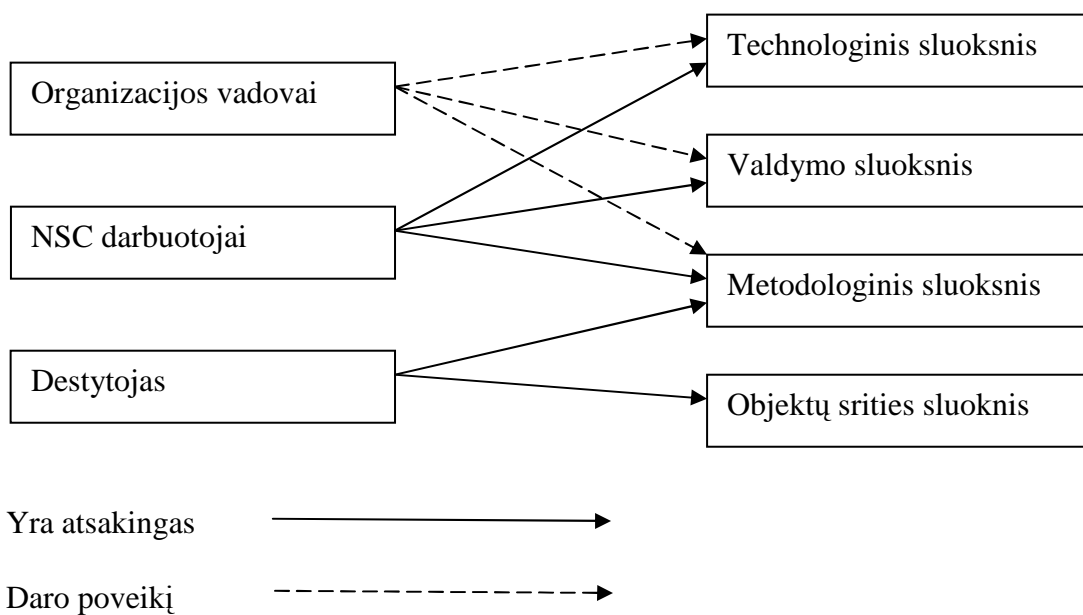 Organizacijos vadovai
NSC darbuotojai
Destytojas
Technologinis sluoksnis
Valdymo sluoksnis
Metodologinis sluoksnis
Objektų srities sluoknis
Yra atsakingas
Daro poveikį